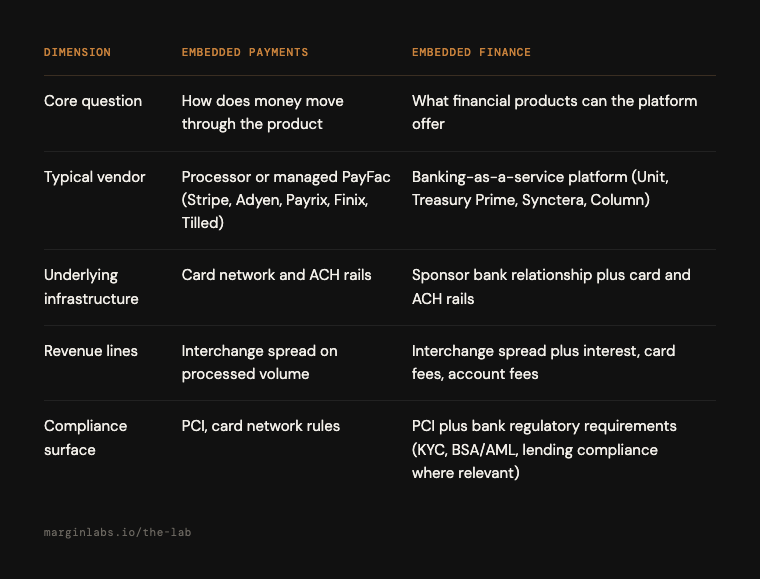 DIMENSION EMBEDDED PAYMENTS EMBEDDED FINANCE
Core question How does money move What financial products can the platform
through the product offer
Typical vendor Processor or managed PayFac Banking-as-a-service platform (Unit,
(Stripe, Adyen, Payrix, Finix, Treasury Prime, Synctera, Column)
Tilled)
Underlying Card network and ACH rails Sponsor bank relationship plus card and
infrastructure ACH rails
Revenue lines Interchange spread on Interchange spread plus interest, card
processed volume fees, account fees
Compliance PCI, card network rules PCI plus bank regulatory requirements
surface (KYC, BSA/AML, lending compliance
where relevant)
marginlabs.io/the-lab